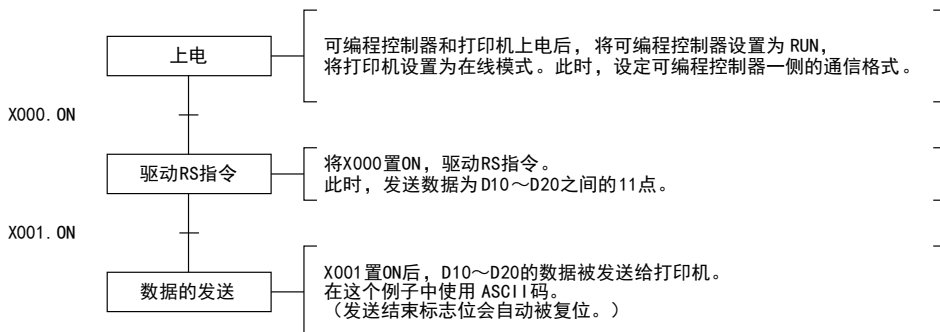 上电
可编程控制器和打印机上电后，将可编程控制器设置为 RUN，
将打印机设置为在线模式。此时，设定可编程控制器一侧的通信格式。
X000. ON
驱动RS指令
将X000置ON，驱动RS指令。
此时，发送数据为D10～D20之间的11点。
X001. ON
数据的发送
X001置ON后，D10～D20的数据被发送给打印机。
在这个例子中使用 ASCII码。
（发送结束标志位会自动被复位。）